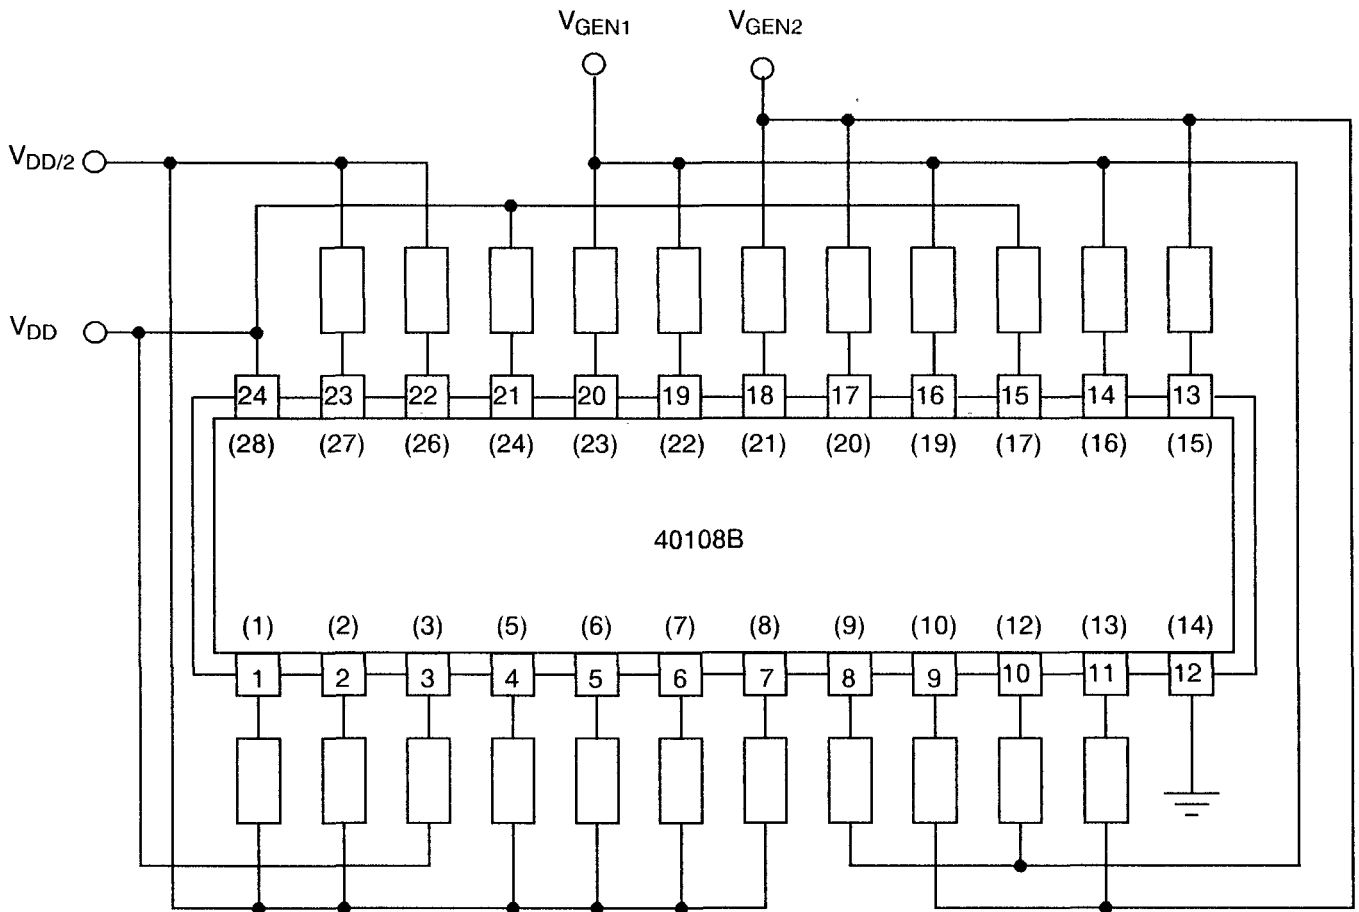 VGEN1 VGEN2
VDD/2
VDD
24 23 22 21 20 19 18 17 16 15 14 13
(28) (27) (26) (24) (23) (22) (21) (20) (19) (17) (16) (15)
40108B
(1) (2) (3) (5) (6) (7) (8) (9) (10) (12) (13) (14)
1 2 3 4 5 6 7 8 9 10 11 12